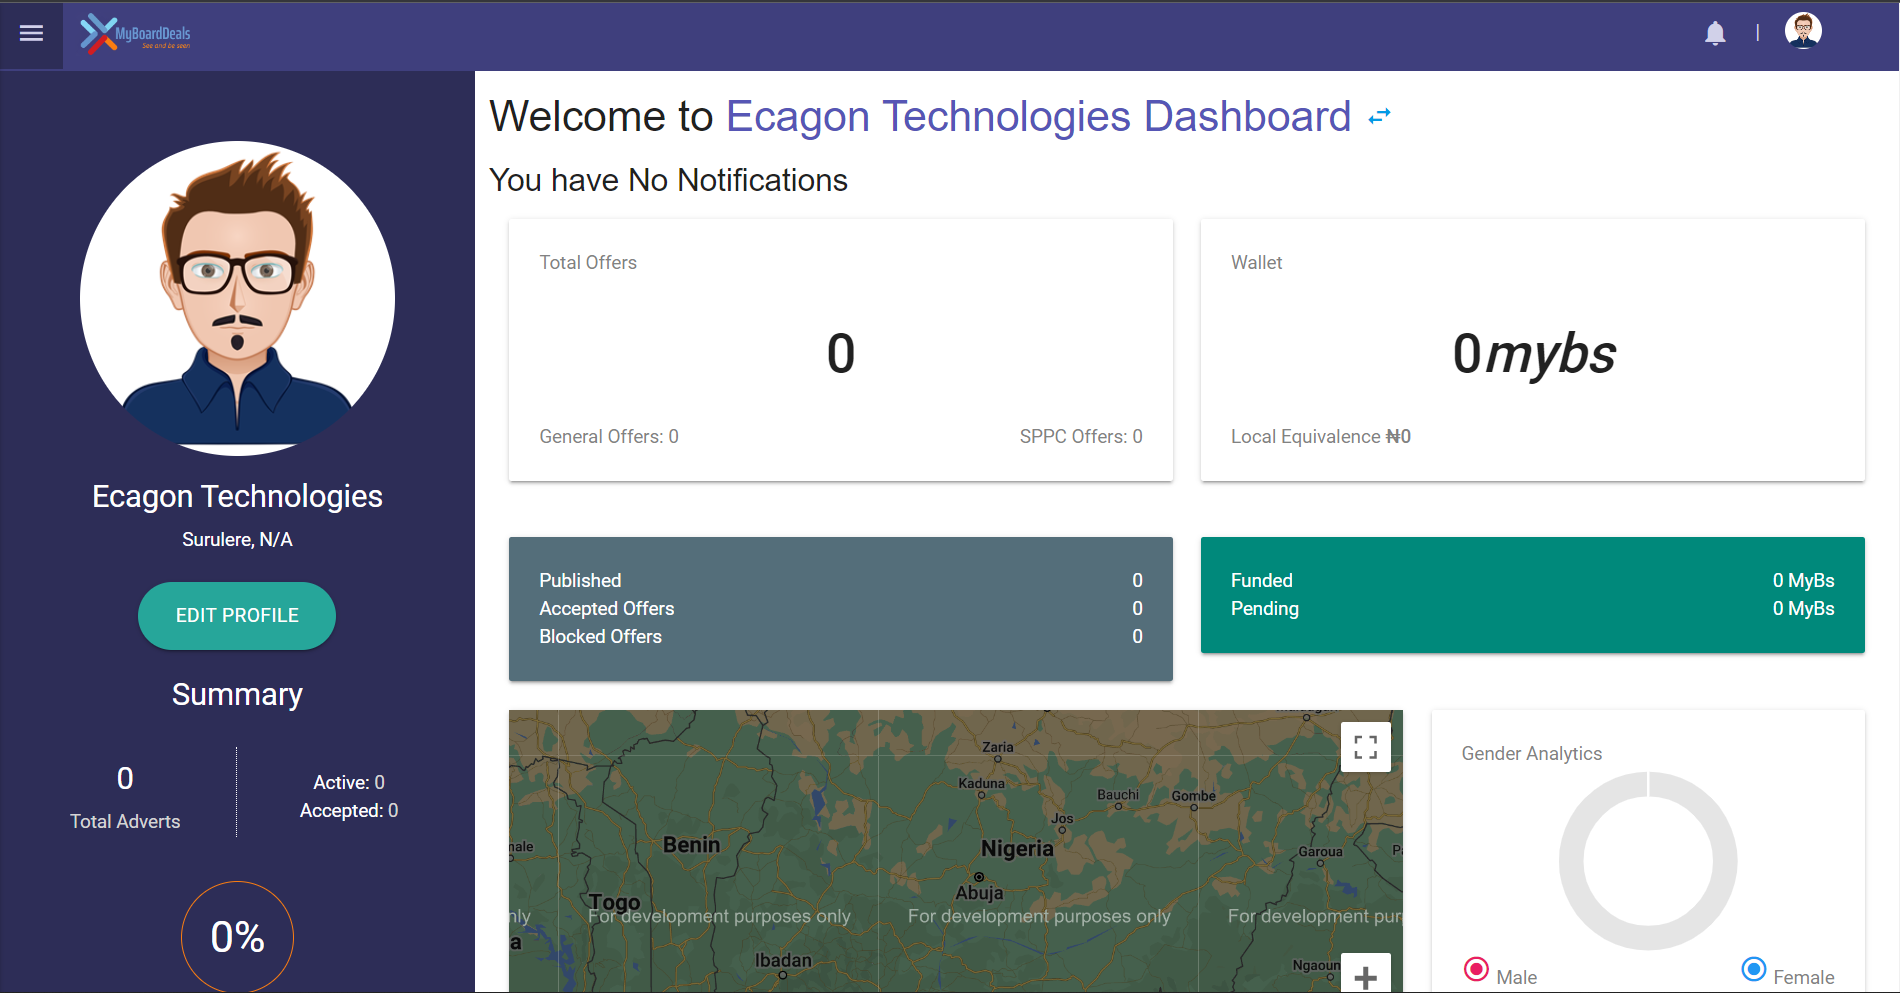 MyBoardDeals
See and be seen
|
Welcome to Ecagon Technologies Dashboard
You have No Notifications
Ecagon Technologies
Surulere, N/A
EDIT PROFILE
Summary
0
Total Adverts
Active: 0
Accepted: 0
0%
Total Offers
0
General Offers: 0
SPPC Offers: 0
Wallet
0mybs
Local Equivalence ₦0
Published 0
Accepted Offers 0
Blocked Offers 0
Funded 0 MyBs
Pending 0 MyBs
Zaria
Kaduna
Bauchi
Gombe
Jos
Benin
Nigeria
Garoua
Abuja
Togo
For development purposes only
For development purposes only
For development pur
nly
Ibadan
Ngaoun
Gender Analytics
Male
Female